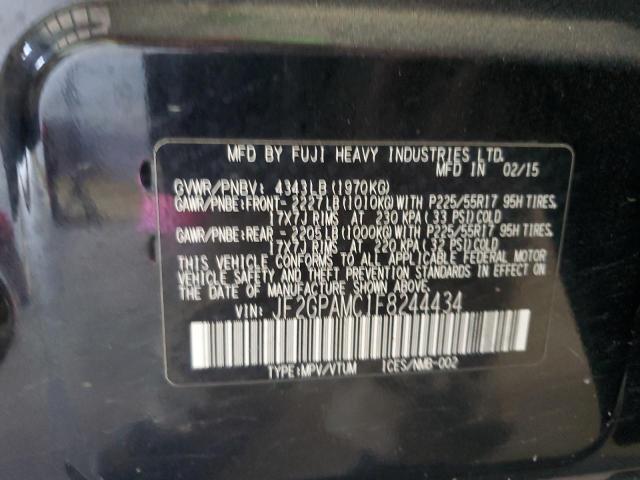 MFD BY FUJI HEAVY INDUSTRIES LTD.
MFD IN 02/15
GVWR/PNBV: 4343LB(1970KG)
GAWR/PNBE:FRONT-2227LB(1010KG)WITH P225/55R17 95H TIRES,
17X7J RIMS AT 230 KPA(33 PSI)COLD
GAWR/PNBE:REAR -2205LB(1000KG)WITH P225/55R17 95H TIRES,
17X7J RIMS AT 220 KPA(32 PSI)COLD
THIS VEHICLE CONFORMS TO ALL APPLICABLE FEDERAL MOTOR
VEHICLE SAFETY AND THEFT PREVENTION STANDARDS IN EFFECT ON
THE DATE OF MANUFACTURE SHOWN ABOVE.
VIN: JF2GPAMC1F8244434
TYPE:MPV/VTUM ICES/NMB-002